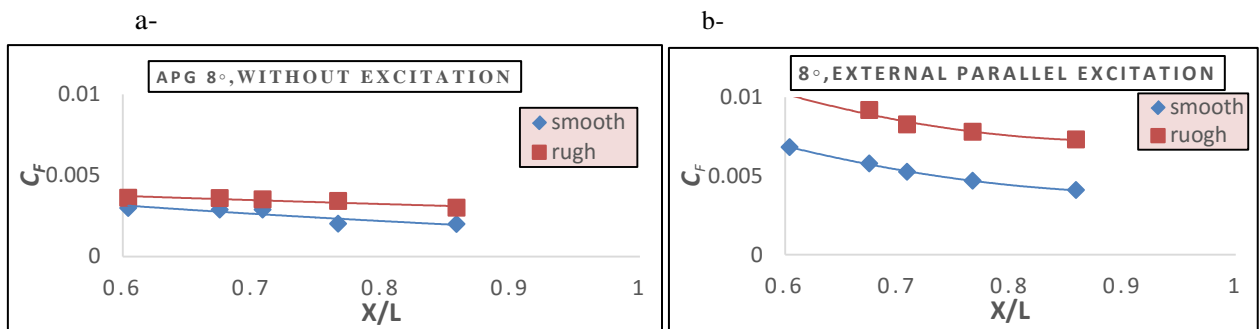 a-
APG 8◦,WITHOUT EXCITATION
0.01
0.005
0
C_F
smooth
rugh
0.6 0.7 0.8 0.9 1
X/L
b-
8◦,EXTERNAL PARALLEL EXCITATION
0.01
0.005
0
C_F
smooth
ruogh
0.6 0.7 0.8 0.9 1
X/L